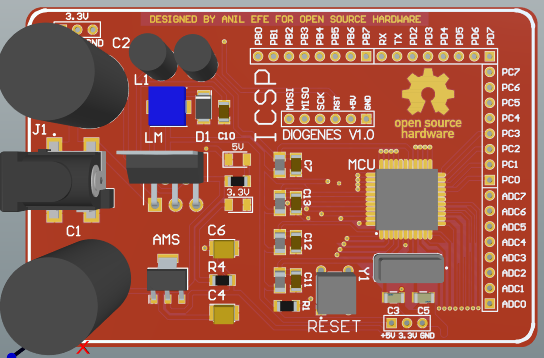 DESIGNED BY ANIL EFE FOR OPEN SOURCE HARDWARE
3.3V
GND
C2
PB0 PB1 PB2 PB3 PB4 PB5 PB6 PB7 RX TX PD2 PD3 PD4 PD5 PD6 PD7
L1
ICSP
MOSI MISO SCK RST +5V GND
DIOGENES V1.0
open source
hardware
PC7
PC6
PC5
PC4
PC3
PC2
PC1
PC0
ADC7
ADC6
ADC5
ADC4
ADC3
ADC2
ADC1
ADC0
J1
LM
D1
C10
5V
3.3V
C7
C13
C12
C11
R1
MCU
C1
AMS
C6
R4
C4
Y1
RESET
C3 C5
+5V 3.3V GND
X